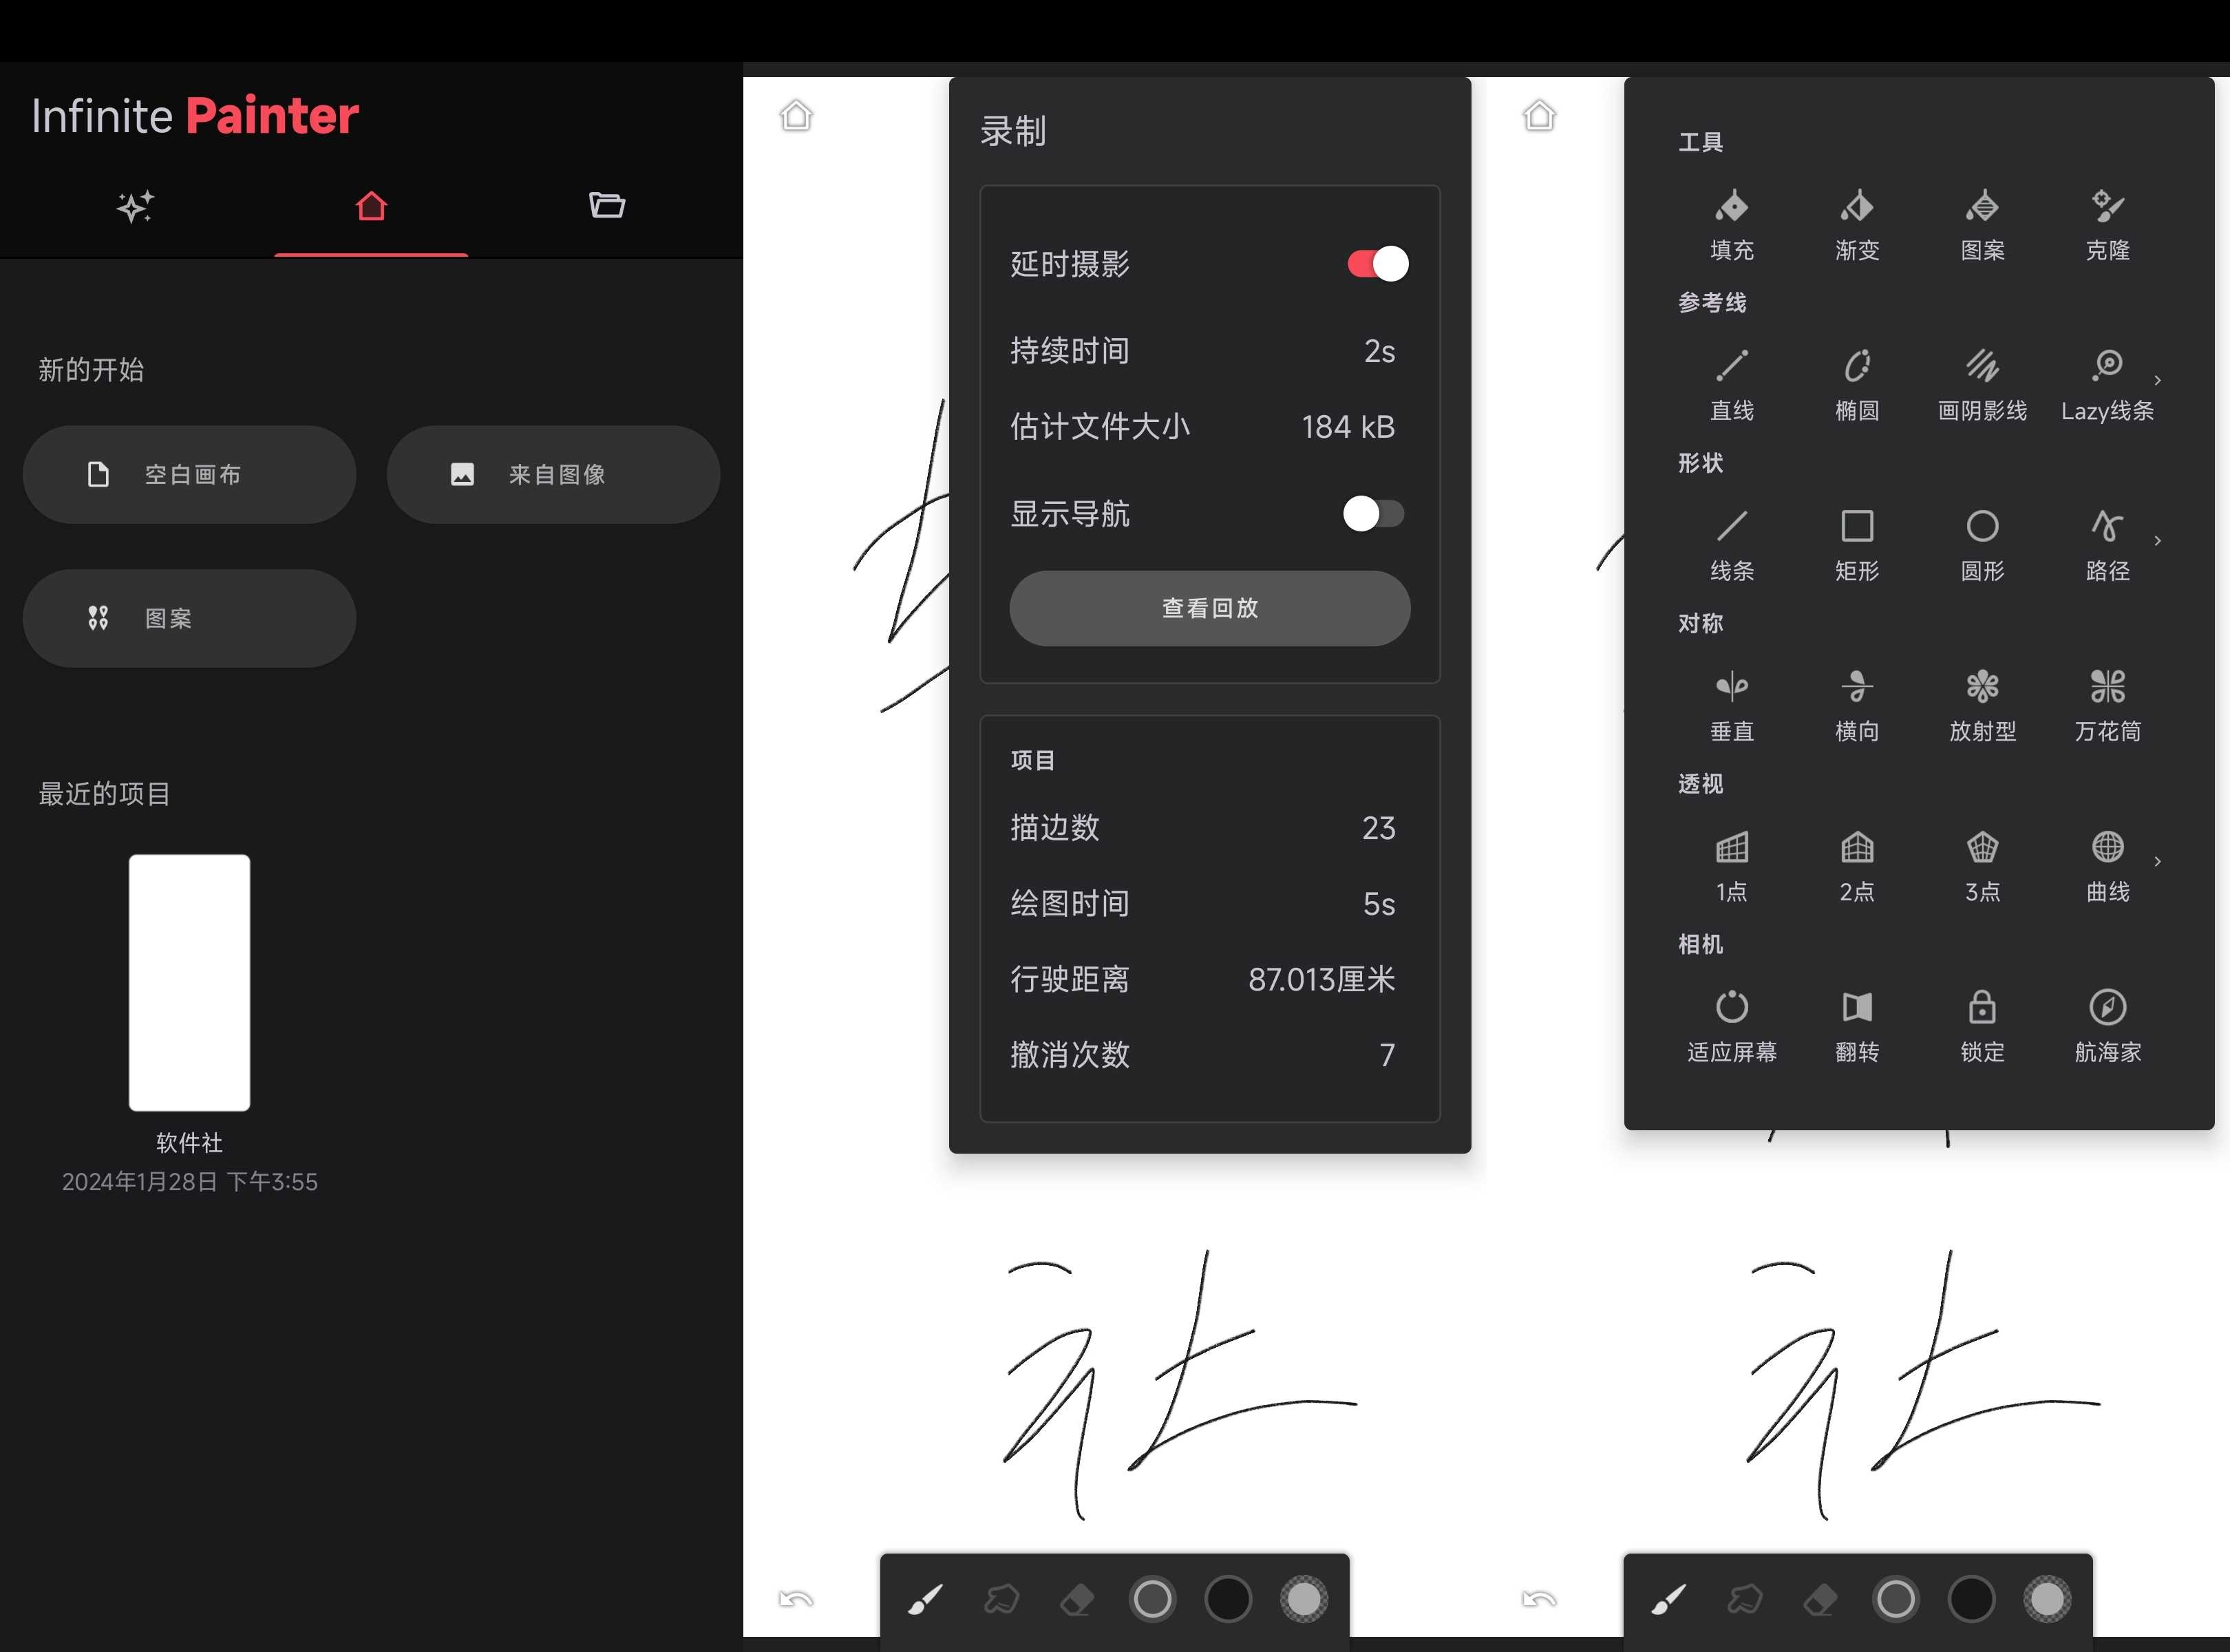 Infinite Painter
新的开始
空白画布 来自图像
图案
最近的项目
软件社
2024年1月28日 下午3:55
录制
延时摄影
持续时间 2s
估计文件大小 184 kB
显示导航
查看回放
项目
描边数 23
绘图时间 5s
行驶距离 87.013厘米
撤消次数 7
社
工具
填充 渐变 图案 克隆
参考线
直线 椭圆 画阴影线 Lazy线条
形状
线条 矩形 圆形 路径
对称
垂直 横向 放射型 万花筒
透视
1点 2点 3点 曲线
相机
适应屏幕 翻转 锁定 航海家
社